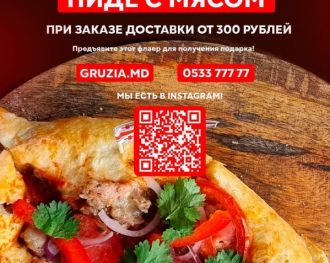 ПИДЕ С МЯСОМ
ПРИ ЗАКАЗЕ ДОСТАВКИ ОТ 300 РУБЛЕЙ
Предъявите этот флаер для получения подарка!
GRUZIA.MD
0533 777 77
МЫ ЕСТЬ В INSTAGRAM!